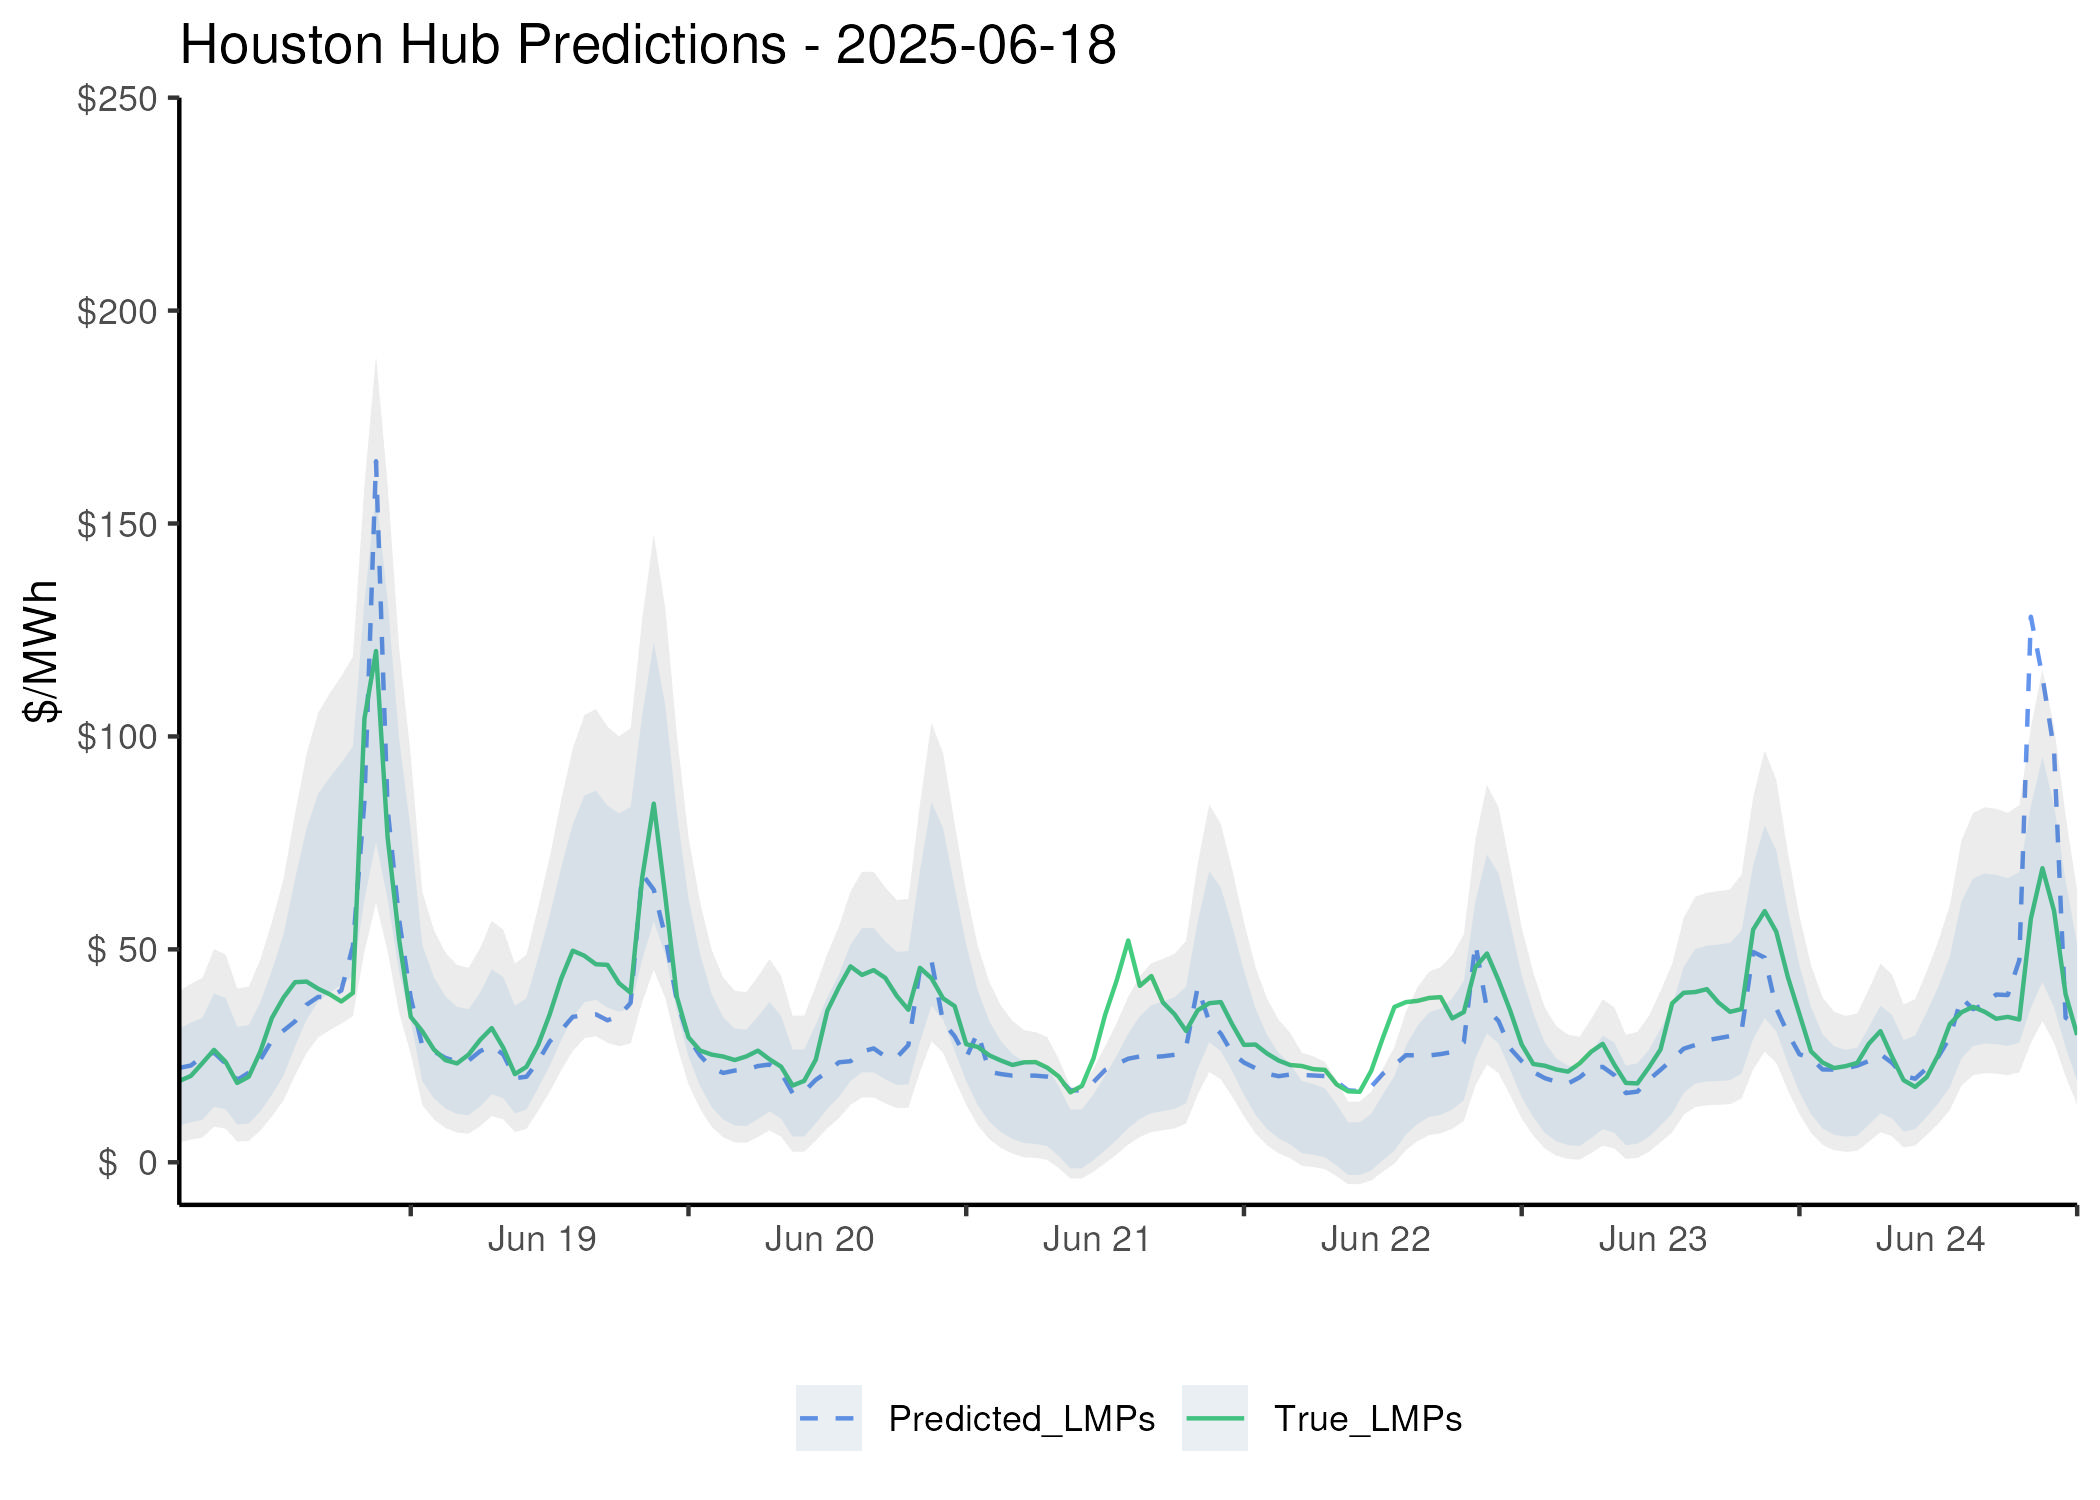 Houston Hub Predictions - 2025-06-18
$250
$200
$150
$100
$ 50
$ 0
$/MWh
Jun 19
Jun 20
Jun 21
Jun 22
Jun 23
Jun 24
Predicted_LMPs
True_LMPs